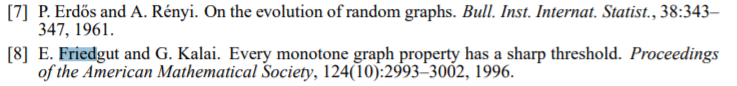 [7] P. Erdős and A. Rényi. On the evolution of random graphs. Bull. Inst. Internat. Statist., 38:343–
347, 1961.
[8] E. Friedgut and G. Kalai. Every monotone graph property has a sharp threshold. Proceedings
of the American Mathematical Society, 124(10):2993–3002, 1996.